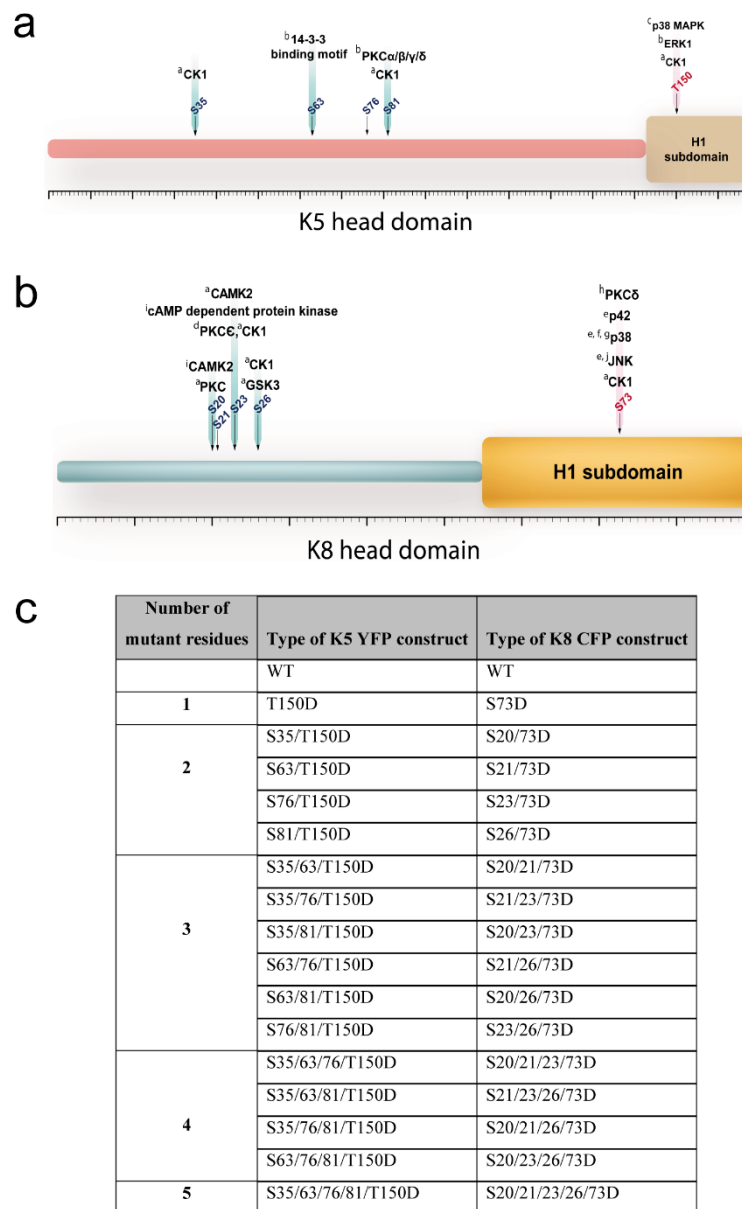 a
ᵃCK1
ᵇ14-3-3
binding motif
ᵇPKCα/β/γ/δ
ᵃCK1
ᶜp38 MAPK
ᵇERK1
ᵃCK1
S35
S63
S76
S81
T150
H1
subdomain
K5 head domain
b
ᵃCAMK2
ⁱcAMP dependent protein kinase
ᵈPKCЄ,ᵃCK1
ⁱCAMK2
ᵃPKC
ᵃCK1
ᵃGSK3
S20
S21
S23
S26
ʰPKCδ
ᵉp42
ᵉ, ᶠ, ᵍp38
ᵉ, ʲJNK
ᵃCK1
S73
H1 subdomain
K8 head domain
c
Number of
mutant residues Type of K5 YFP construct Type of K8 CFP construct
WT WT
1 T150D S73D
2
S35/T150D S20/73D
S63/T150D S21/73D
S76/T150D S23/73D
S81/T150D S26/73D
3
S35/63/T150D S20/21/73D
S35/76/T150D S21/23/73D
S35/81/T150D S20/23/73D
S63/76/T150D S21/26/73D
S63/81/T150D S20/26/73D
S76/81/T150D S23/26/73D
4
S35/63/76/T150D S20/21/23/73D
S35/63/81/T150D S21/23/26/73D
S35/76/81/T150D S20/21/26/73D
S63/76/81/T150D S20/23/26/73D
5 S35/63/76/81/T150D S20/21/23/26/73D